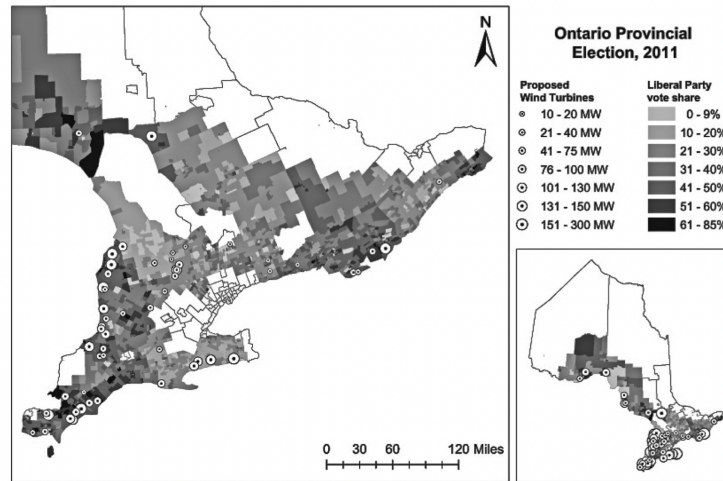 N
Ontario Provincial
Election, 2011
Proposed
Wind Turbines
10 - 20 MW
21 - 40 MW
41 - 75 MW
76 - 100 MW
101 - 130 MW
131 - 150 MW
151 - 300 MW
Liberal Party
vote share
0 - 9%
10 - 20%
21 - 30%
31 - 40%
41 - 50%
51 - 60%
61 - 85%
0 30 60 120 Miles